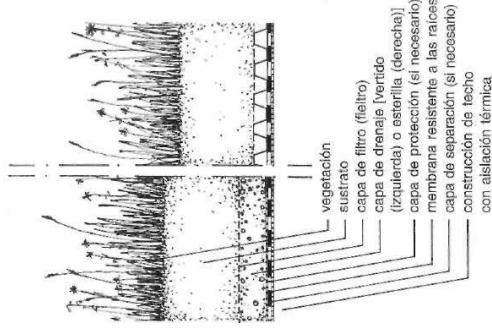 vegetación
sustrato
capa de filtro (fieltro)
capa de drenaje [vertido
(izquierda) o esterilla (derecha)]
capa de protección (si necesario)
membrana resistente a las raíces
capa de separación (si necesario)
construcción de techo
con aislación térmica